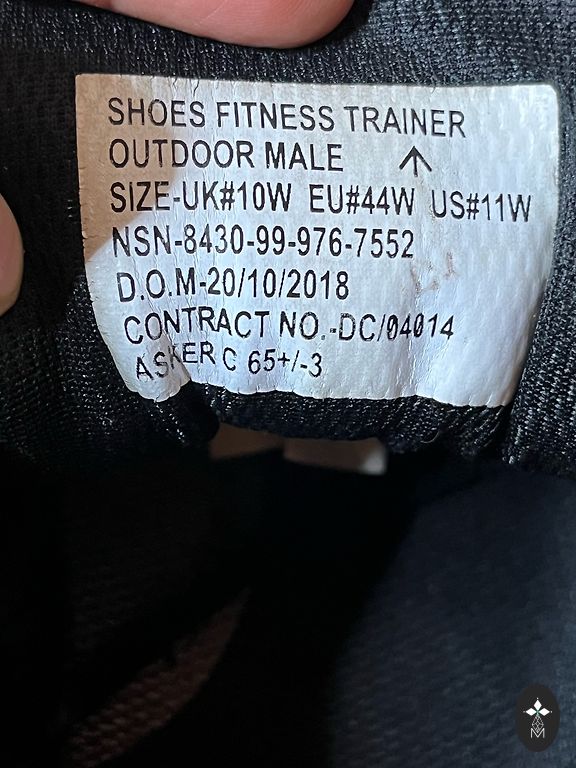 SHOES FITNESS TRAINER
OUTDOOR MALE
SIZE-UK#10W EU#44W US#11W
NSN-8430-99-976-7552
D.O.M-20/10/2018
CONTRACT NO.-DC/04014
ASKER C 65+/-3